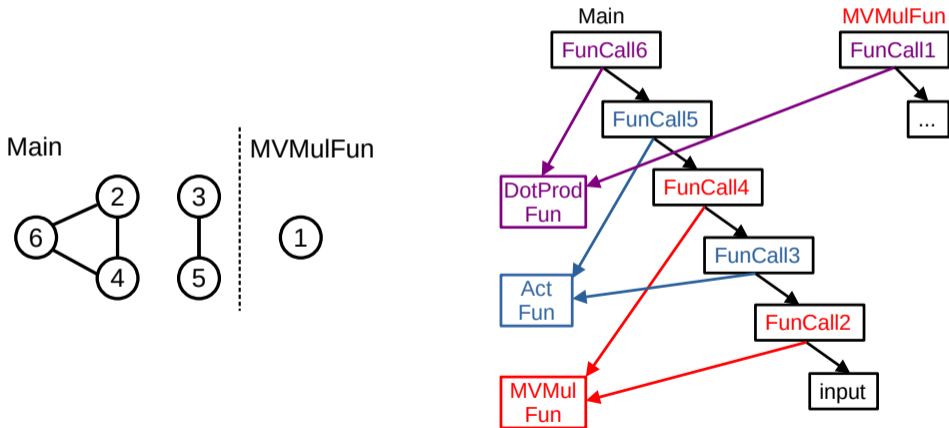 Main
MVMulFun
2
3
6
1
4
5
Main
MVMulFun
FunCall6
FunCall1
FunCall5
...
DotProd
Fun
FunCall4
FunCall3
Act
Fun
FunCall2
MVMul
Fun
input